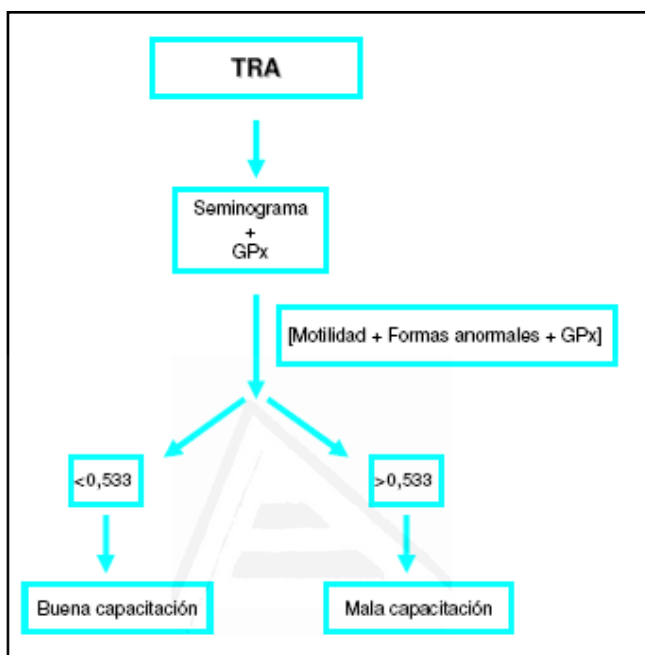 TRA
Seminograma
+
GPx
[Motilidad + Formas anormales + GPx]
<0,533
>0,533
Buena capacitación
Mala capacitación